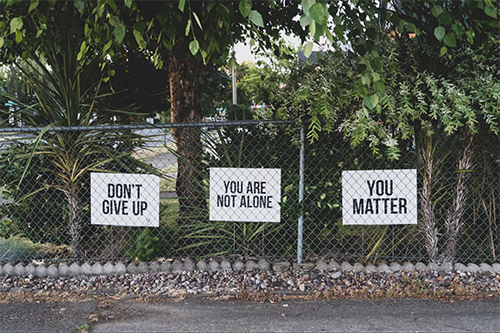 DON'T
GIVE UP
YOU ARE
NOT ALONE
YOU
MATTER